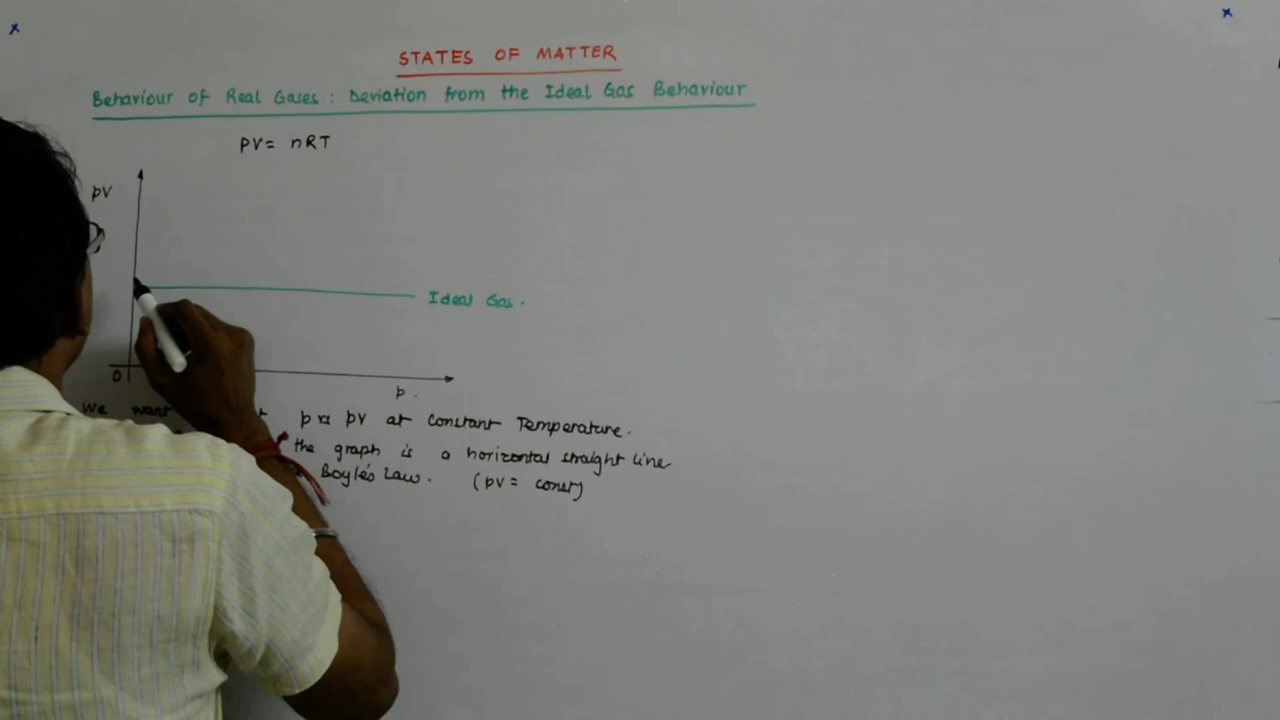 STATES OF MATTER
Behaviour of Real Gases : Deviation from the Ideal Gas Behaviour
PV = nRT
pV
Ideal Gas.
O
p.
We want p vs pV at constant Temperature.
the graph is a horizontal straight line
Boyle's Law. (pV = const)